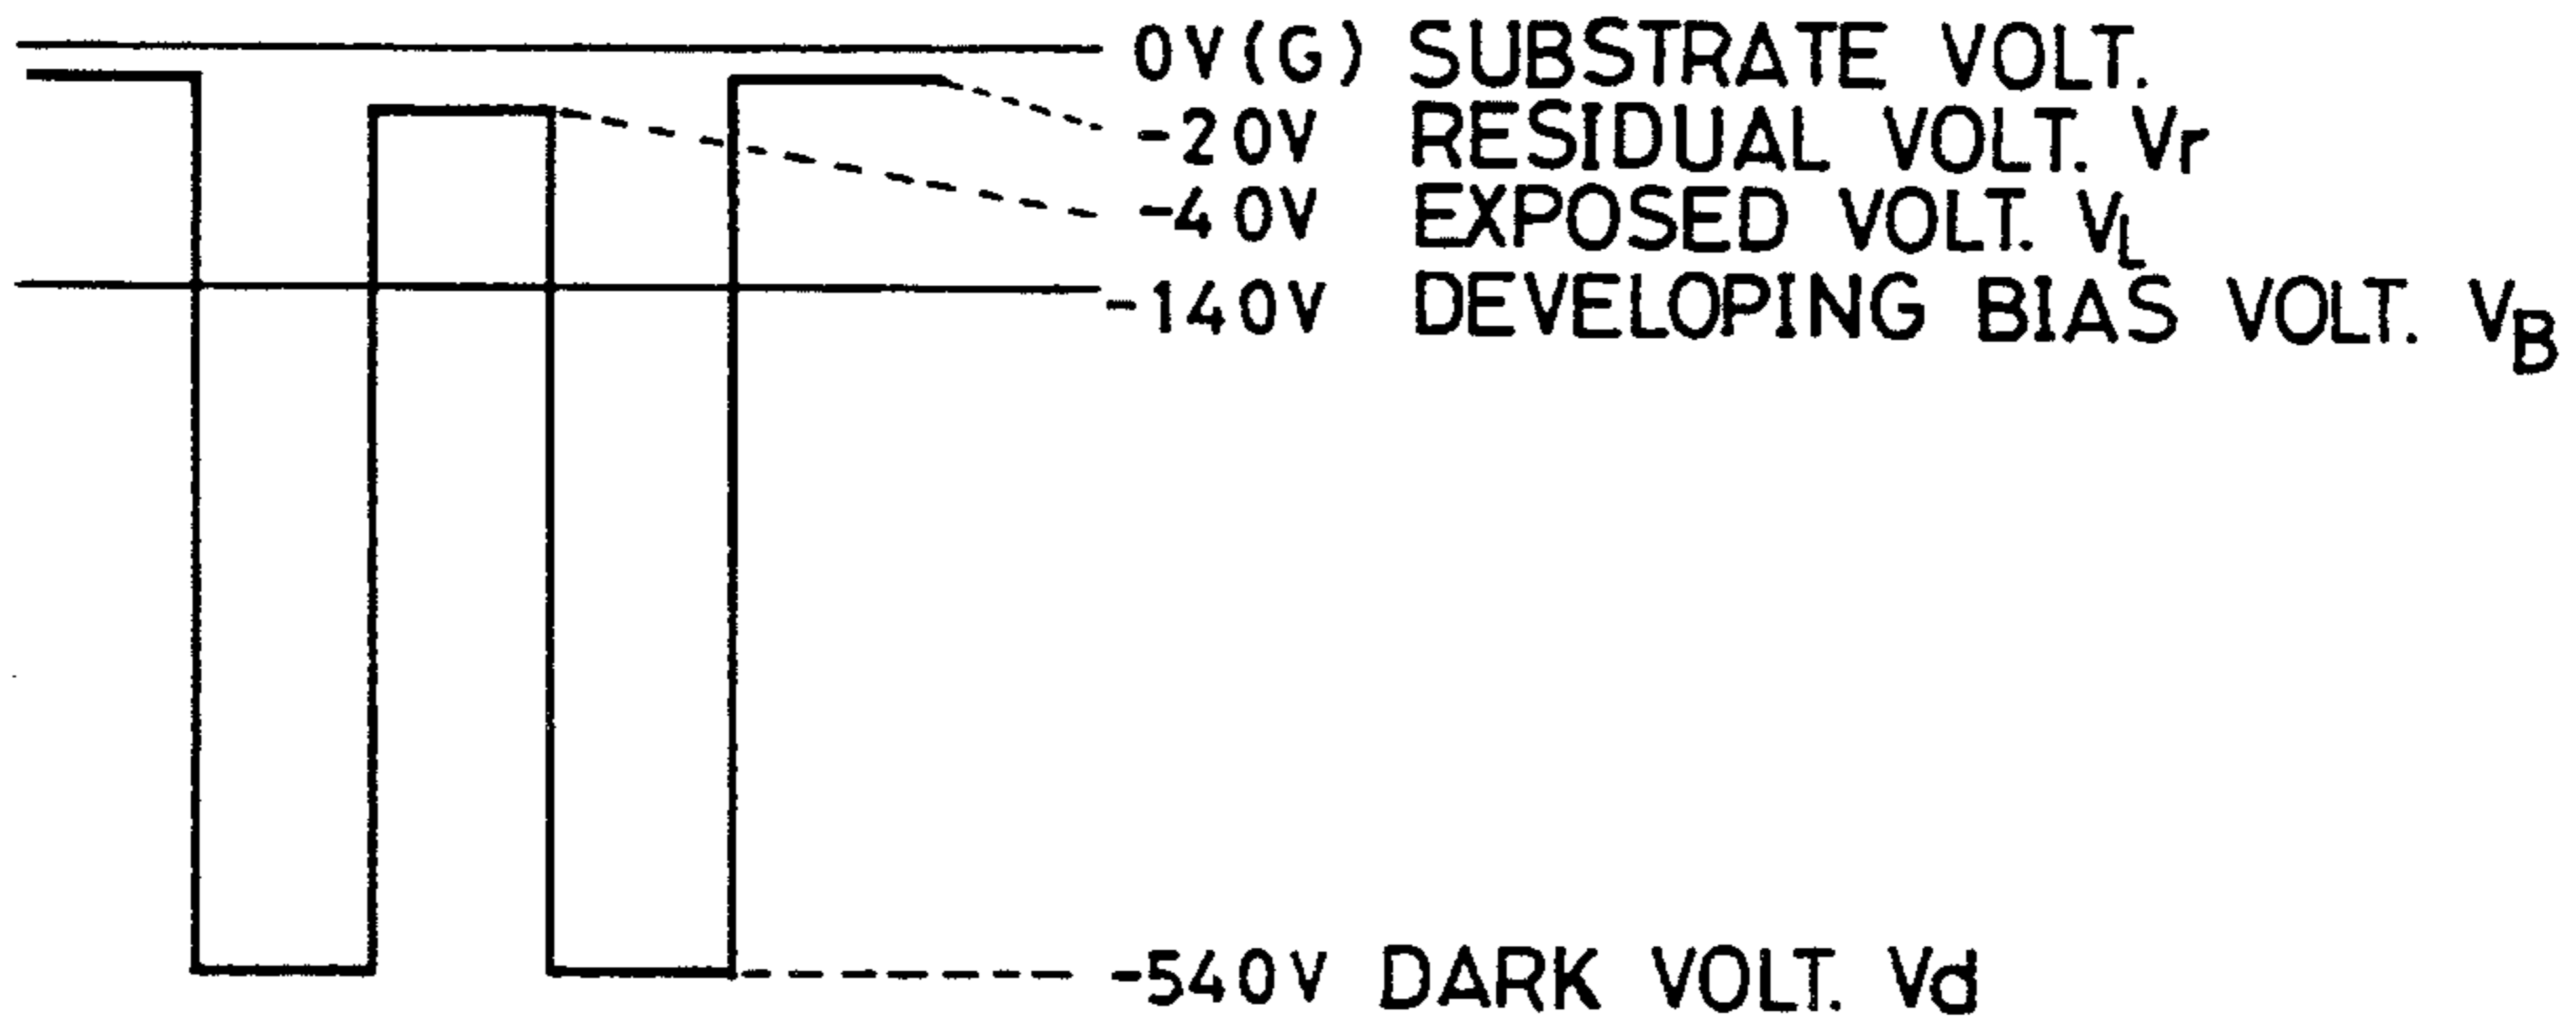 0V(G) SUBSTRATE VOLT.
-20V RESIDUAL VOLT. Vr
-40V EXPOSED VOLT. VL
-140V DEVELOPING BIAS VOLT. VB
-540V DARK VOLT. Vd